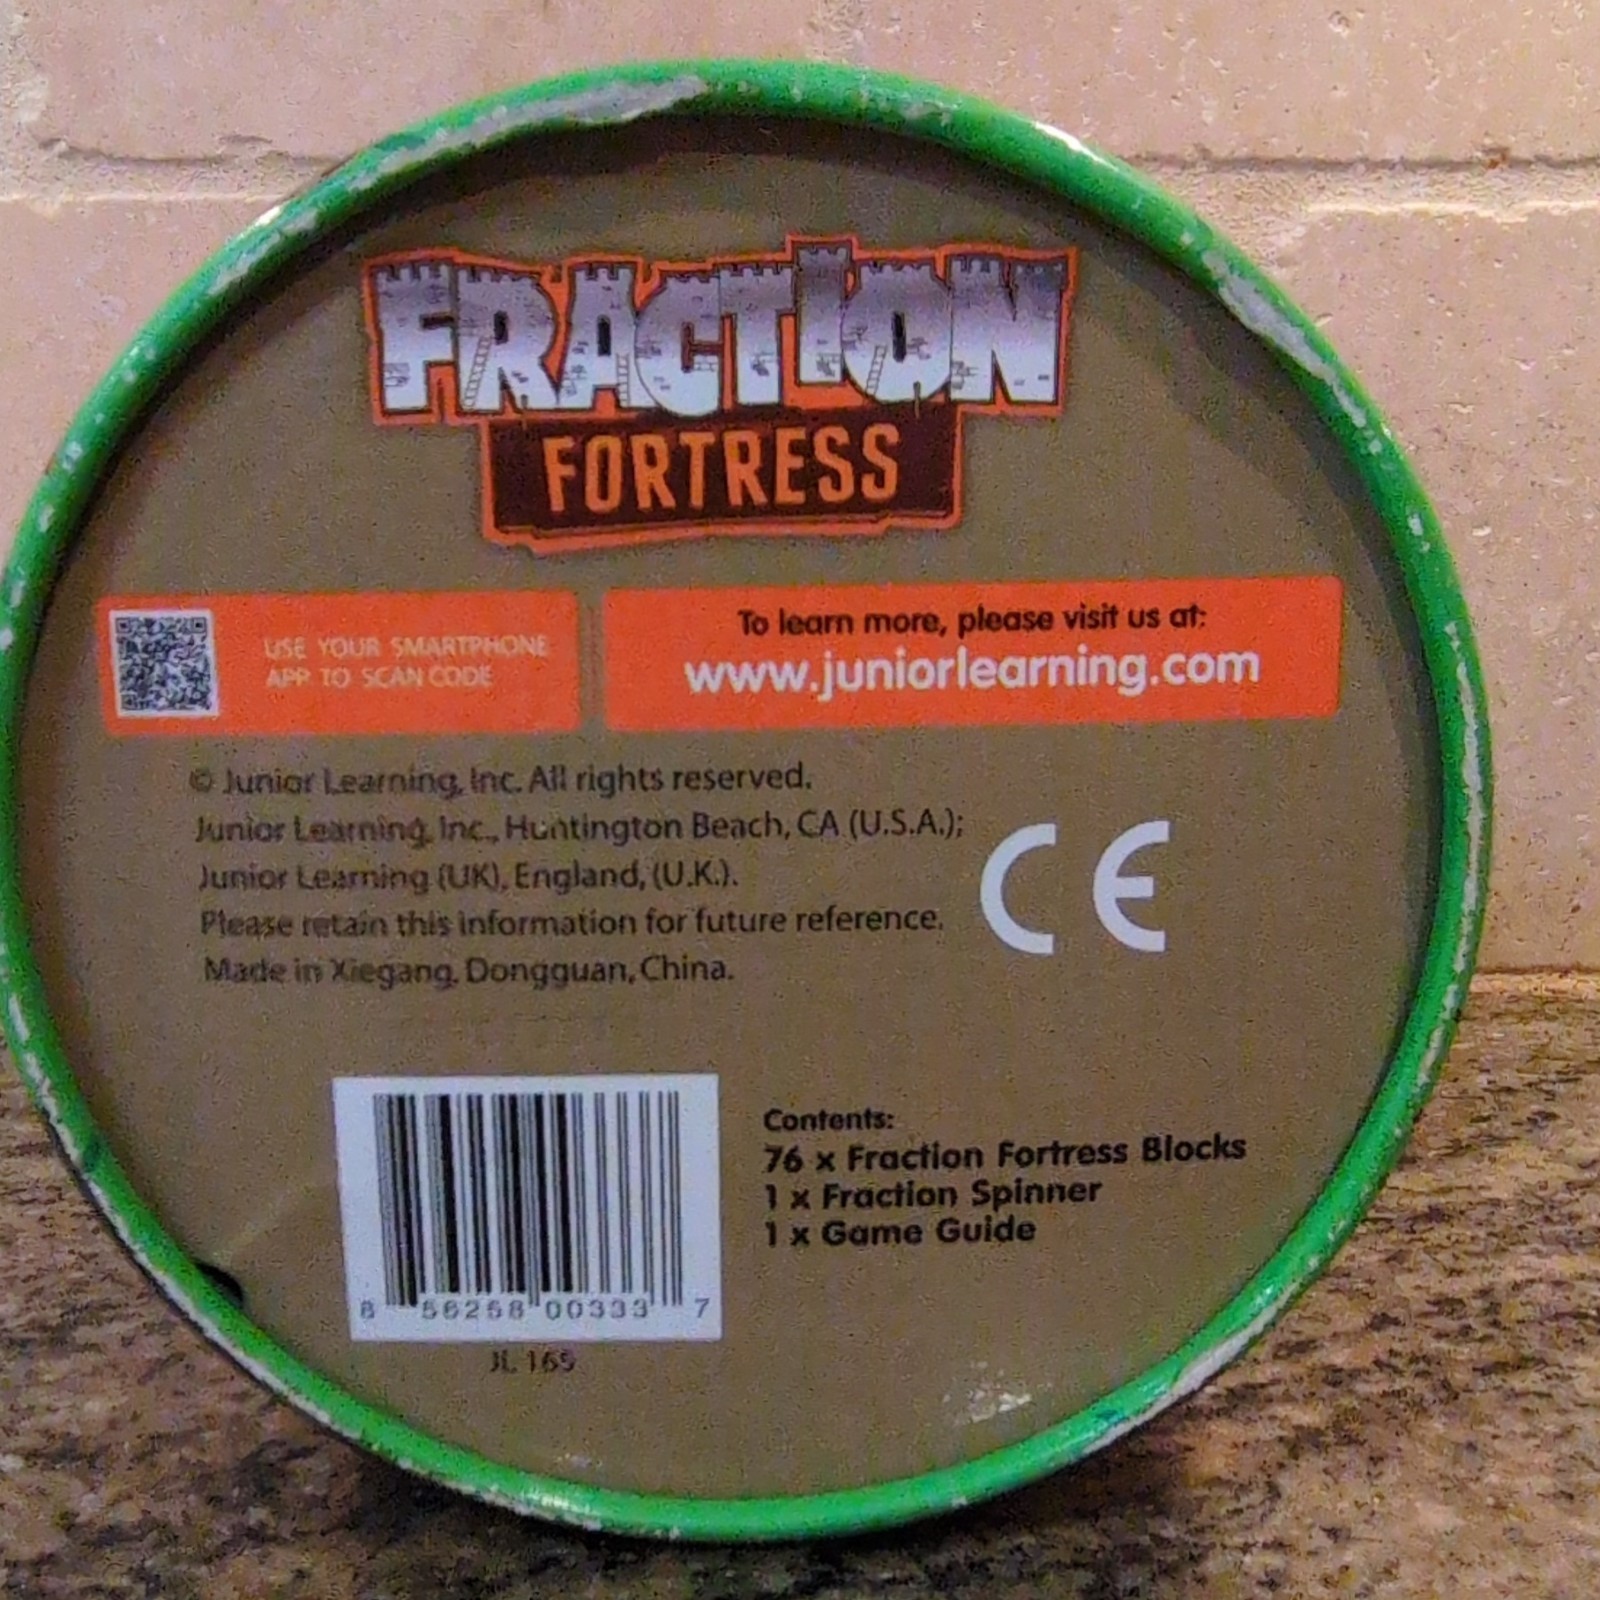 FRACTION
FORTRESS
USE YOUR SMARTPHONE
APP TO SCAN CODE
To learn more, please visit us at:
www.juniorlearning.com
© Junior Learning, Inc. All rights reserved.
Junior Learning, Inc., Huntington Beach, CA (U.S.A.);
Junior Learning (UK), England, (U.K.).
Please retain this information for future reference.
Made in Xiegang, Dongguan, China.
CE
Contents:
76 x Fraction Fortress Blocks
1 x Fraction Spinner
1 x Game Guide
8 56258 00333 7
JL 169